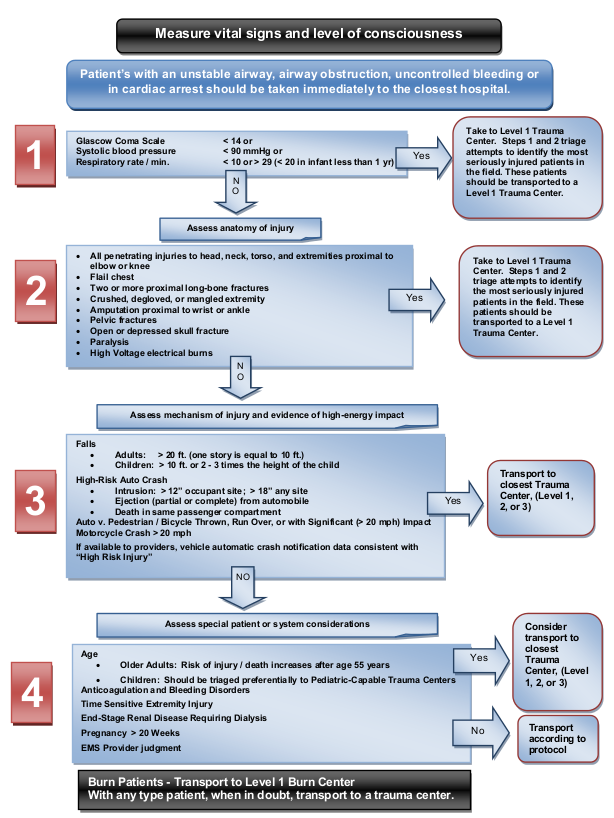 Measure vital signs and level of consciousness
Patient's with an unstable airway, airway obstruction, uncontrolled bleeding or
in cardiac arrest should be taken immediately to the closest hospital.
1
Glascow Coma Scale < 14 or
Systolic blood pressure < 90 mmHg or
Respiratory rate / min. < 10 or > 29 (< 20 in infant less than 1 yr)
Yes
Take to Level 1 Trauma
Center. Steps 1 and 2 triage
attempts to identify the most
seriously injured patients in
the field. These patients
should be transported to a
Level 1 Trauma Center.
N
O
Assess anatomy of injury
2
• All penetrating injuries to head, neck, torso, and extremities proximal to
elbow or knee
• Flail chest
• Two or more proximal long-bone fractures
• Crushed, degloved, or mangled extremity
• Amputation proximal to wrist or ankle
• Pelvic fractures
• Open or depressed skull fracture
• Paralysis
• High Voltage electrical burns
Yes
Take to Level 1 Trauma
Center. Steps 1 and 2
triage attempts to identify
the most seriously injured
patients in the field. These
patients should be
transported to a Level 1
Trauma Center.
N
O
Assess mechanism of injury and evidence of high-energy impact
3
Falls
• Adults: > 20 ft. (one story is equal to 10 ft.)
• Children: > 10 ft. or 2 - 3 times the height of the child
High-Risk Auto Crash
• Intrusion: > 12" occupant site; > 18" any site
• Ejection (partial or complete) from automobile
• Death in same passenger compartment
Auto v. Pedestrian / Bicycle Thrown, Run Over, or with Significant (> 20 mph) Impact
Motorcycle Crash > 20 mph
If available to providers, vehicle automatic crash notification data consistent with
"High Risk Injury"
Yes
Transport to
closest Trauma
Center, (Level 1,
2, or 3)
NO
Assess special patient or system considerations
4
Age
• Older Adults: Risk of injury / death increases after age 55 years
• Children: Should be triaged preferentially to Pediatric-Capable Trauma Centers
Anticoagulation and Bleeding Disorders
Time Sensitive Extremity Injury
End-Stage Renal Disease Requiring Dialysis
Pregnancy > 20 Weeks
EMS Provider judgment
Yes
Consider
transport to
closest
Trauma
Center, (Level
1, 2, or 3)
No
Transport
according to
protocol
Burn Patients - Transport to Level 1 Burn Center
With any type patient, when in doubt, transport to a trauma center.